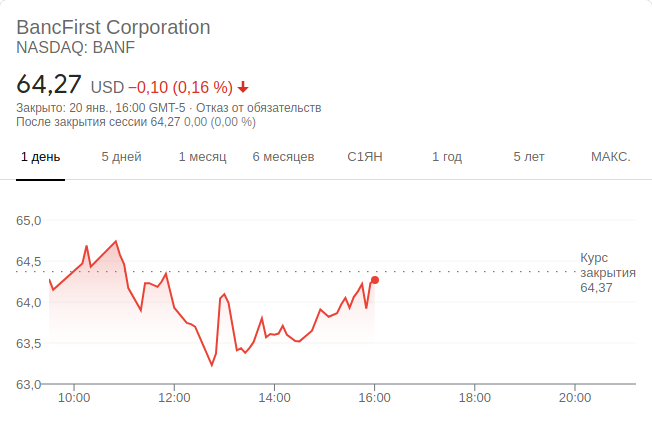 BancFirst Corporation
NASDAQ: BANF
64,27 USD −0,10 (0,16 %)
Закрыто: 20 янв., 16:00 GMT-5 · Отказ от обязательств
После закрытия сессии 64,27 0,00 (0,00 %)
1 день 5 дней 1 месяц 6 месяцев С1ЯН 1 год 5 лет МАКС.
65,0
64,5
64,0
63,5
63,0
Курс
закрытия
64,37
10:00 12:00 14:00 16:00 18:00 20:00